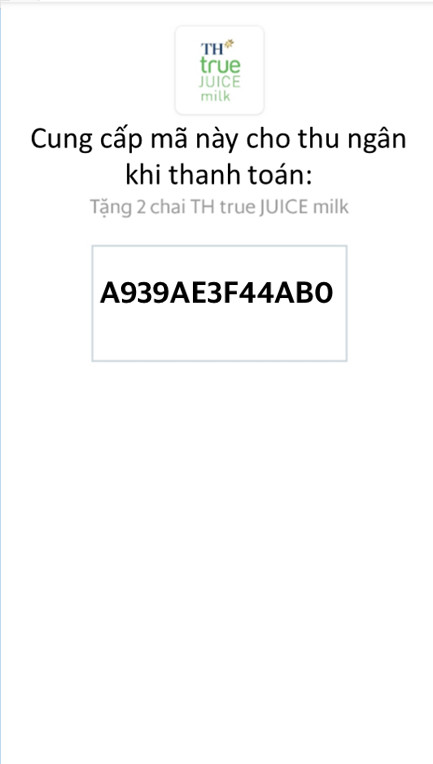 TH
true
JUICE
milk
Cung cấp mã này cho thu ngân
khi thanh toán:
Tặng 2 chai TH true JUICE milk
A939AE3F44AB0